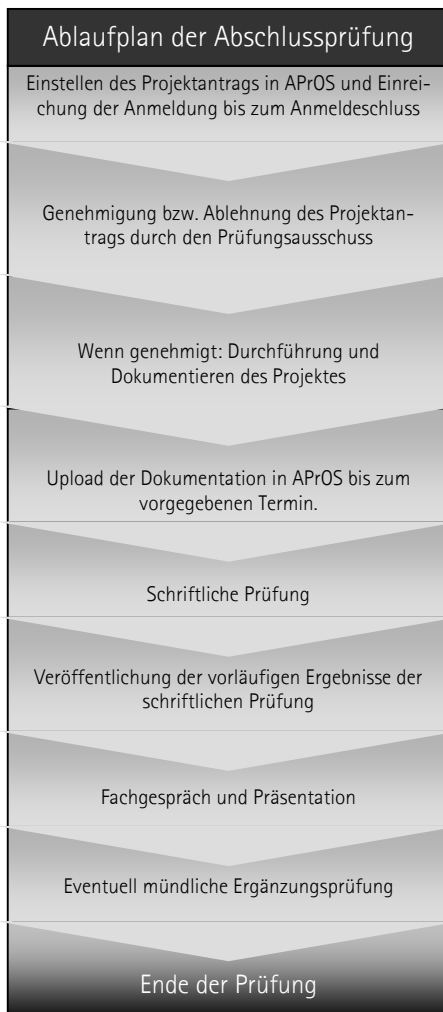 Ablaufplan der Abschlussprüfung
Einstellen des Projektantrags in APrOS und Einrei-
chung der Anmeldung bis zum Anmeldeschluss
Genehmigung bzw. Ablehnung des Projektan-
trags durch den Prüfungsausschuss
Wenn genehmigt: Durchführung und
Dokumentieren des Projektes
Upload der Dokumentation in APrOS bis zum
vorgegebenen Termin.
Schriftliche Prüfung
Veröffentlichung der vorläufigen Ergebnisse der
schriftlichen Prüfung
Fachgespräch und Präsentation
Eventuell mündliche Ergänzungsprüfung
Ende der Prüfung